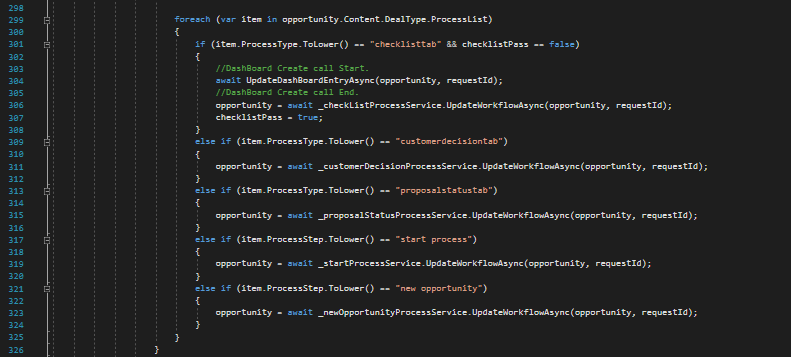 298
299 foreach (var item in opportunity.Content.DealType.ProcessList)
300 {
301 if (item.ProcessType.ToLower() == "checklisttab" && checklistPass == false)
302 {
303 //DashBoard Create call Start.
304 await UpdateDashBoardEntryAsync(opportunity, requestId);
305 //DashBoard Create call End.
306 opportunity = await _checkListProcessService.UpdateWorkflowAsync(opportunity, requestId);
307 checklistPass = true;
308 }
309 else if (item.ProcessType.ToLower() == "customerdecisiontab")
310 {
311 opportunity = await _customerDecisionProcessService.UpdateWorkflowAsync(opportunity, requestId);
312 }
313 else if (item.ProcessType.ToLower() == "proposalstatustab")
314 {
315 opportunity = await _proposalStatusProcessService.UpdateWorkflowAsync(opportunity, requestId);
316 }
317 else if (item.ProcessStep.ToLower() == "start process")
318 {
319 opportunity = await _startProcessService.UpdateWorkflowAsync(opportunity, requestId);
320 }
321 else if (item.ProcessStep.ToLower() == "new opportunity")
322 {
323 opportunity = await _newOpportunityProcessService.UpdateWorkflowAsync(opportunity, requestId);
324 }
325 }
326 }